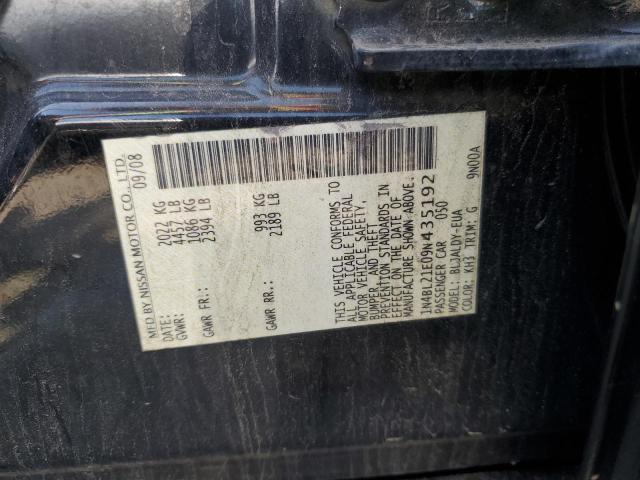 MFD BY NISSAN MOTOR CO., LTD.
DATE: 09/08
GVWR: 2022 KG
4457 LB
GAWR FR.: 1086 KG
2394 LB
GAWR RR.: 993 KG
2189 LB
THIS VEHICLE CONFORMS TO
ALL APPLICABLE FEDERAL
MOTOR VEHICLE SAFETY,
BUMPER, AND THEFT
PREVENTION STANDARDS IN
EFFECT ON THE DATE OF
MANUFACTURE SHOWN ABOVE.
1N4BL21E09N435192
PASSENGER CAR 050
MODEL: BLJALDY-EUA
COLOR: KH3 TRIM: G 9N00A